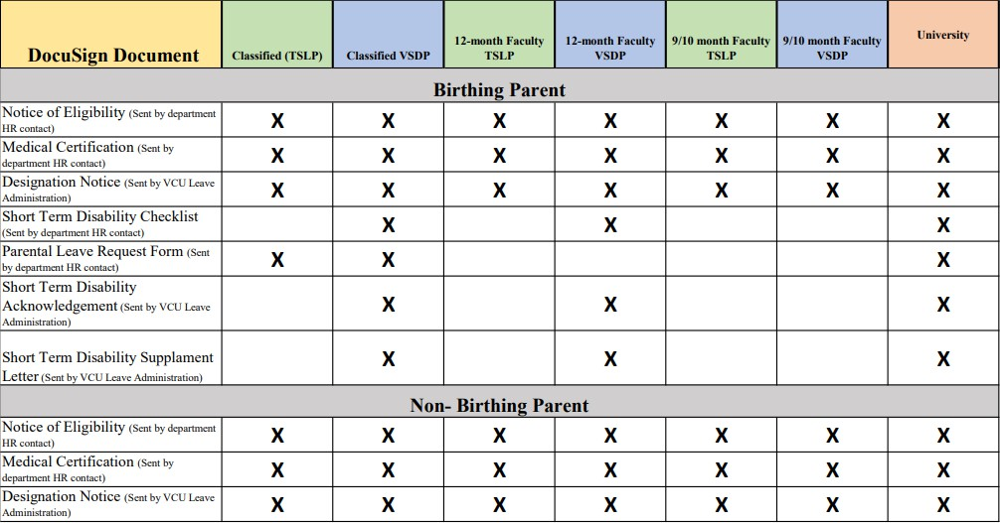 DocuSign Document
Classified (TSLP)
Classified VSDP
12-month Faculty
TSLP
12-month Faculty
VSDP
9/10 month Faculty
TSLP
9/10 month Faculty
VSDP
University
Birthing Parent
Notice of Eligibility (Sent by department
HR contact)
X X X X X X X
Medical Certification (Sent by
department HR contact)
X X X X X X X
Designation Notice (Sent by VCU Leave
Administration)
X X X X X X X
Short Term Disability Checklist
(Sent by department HR contact)
X X X
Parental Leave Request Form (Sent
by department HR contact)
X X X
Short Term Disability
Acknowledgement (Sent by VCU Leave
Administration)
X X X
Short Term Disability Supplament
Letter (Sent by VCU Leave Administration)
X X X
Non- Birthing Parent
Notice of Eligibility (Sent by department
HR contact)
X X X X X X X
Medical Certification (Sent by
department HR contact)
X X X X X X X
Designation Notice (Sent by VCU Leave
Administration)
X X X X X X X